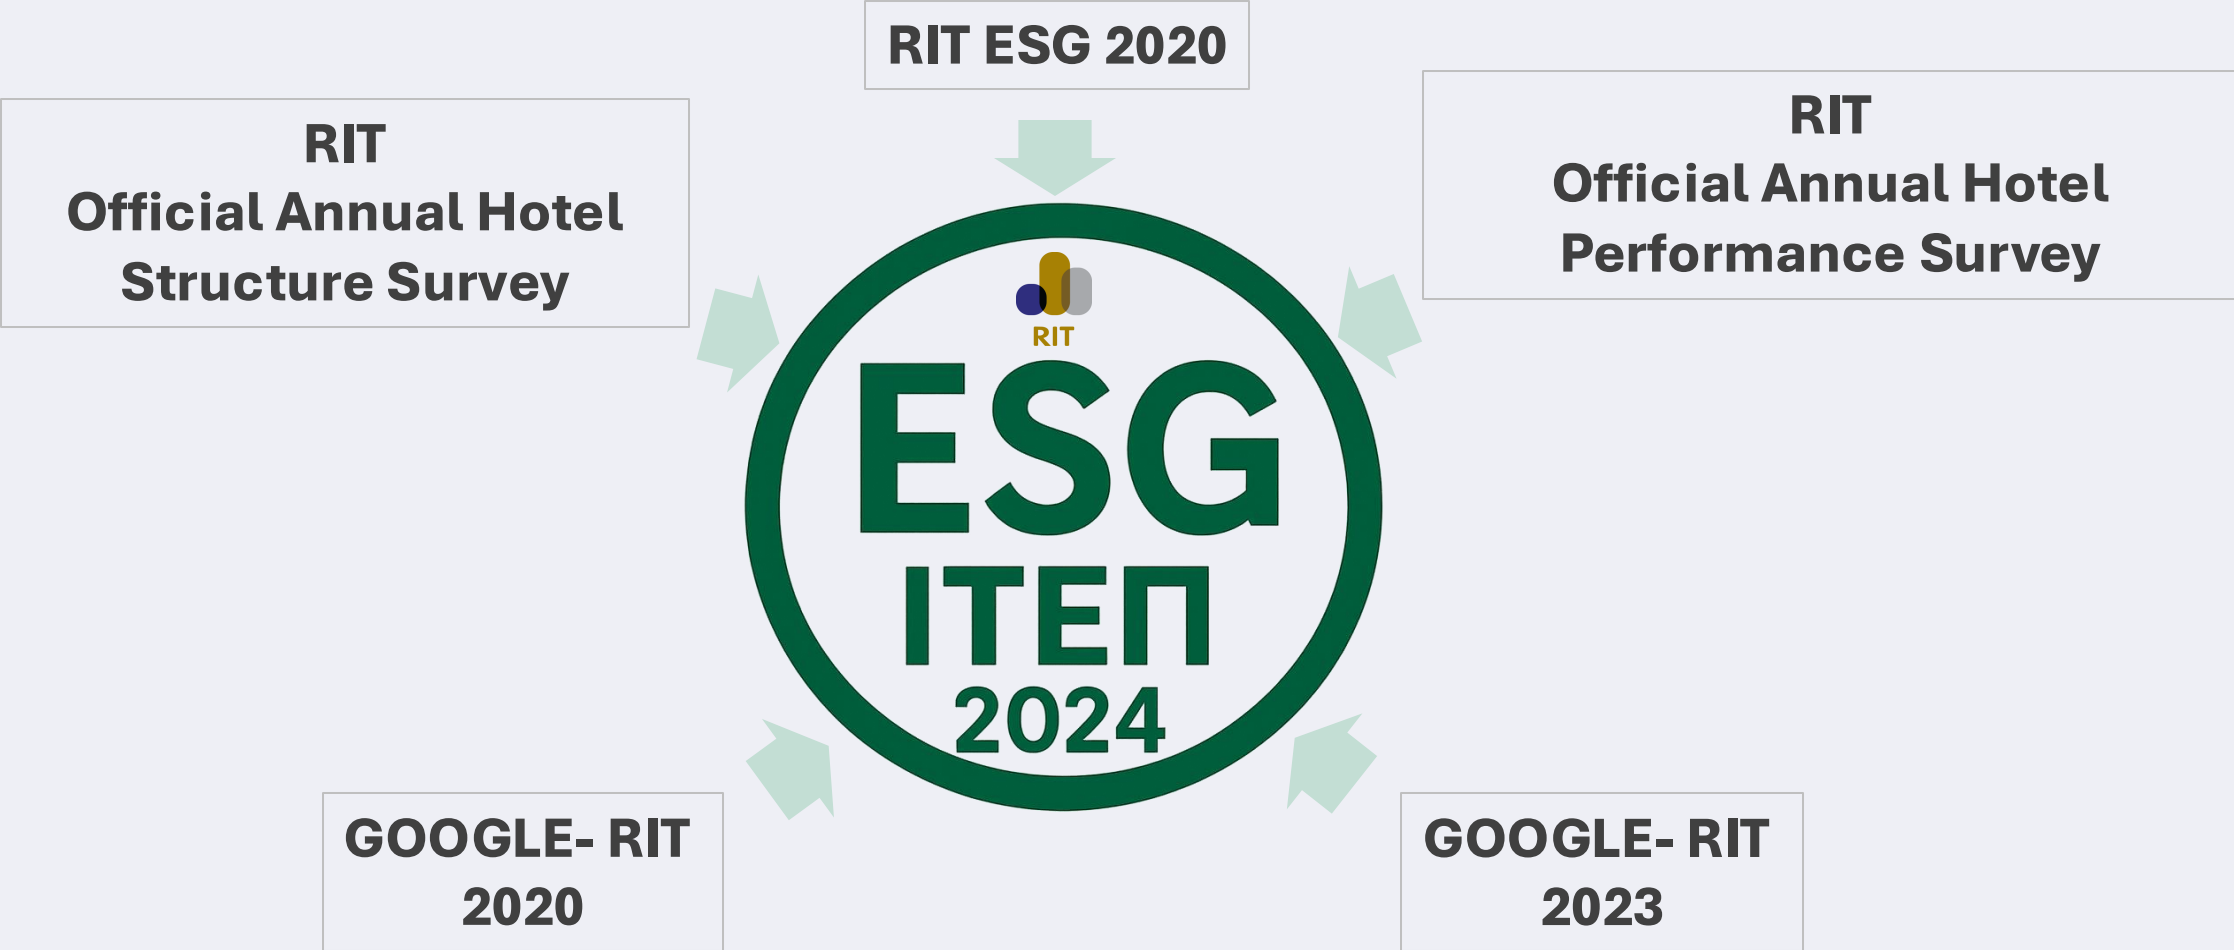 RIT ESG 2020
RIT
Official Annual Hotel
Structure Survey
RIT
Official Annual Hotel
Performance Survey
RIT
ESG
ΙΤΕΠ
2024
GOOGLE- RIT
2020
GOOGLE- RIT
2023